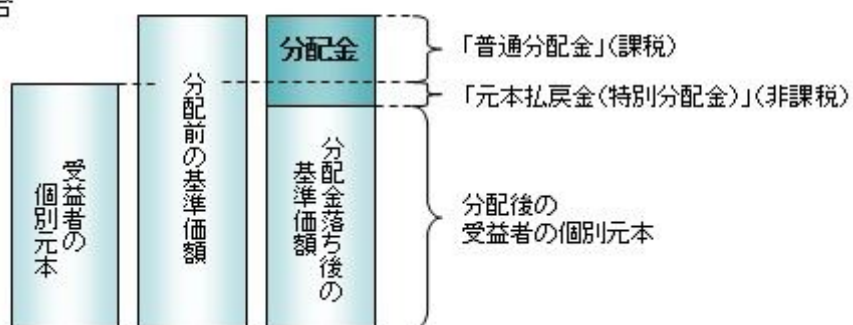 分配金
「普通分配金」(課税)
「元本払戻金(特別分配金)」(非課税)
受益者の
個別元本
分配前の基準価額
分配金落ち後の
基準価額
分配後の
受益者の個別元本